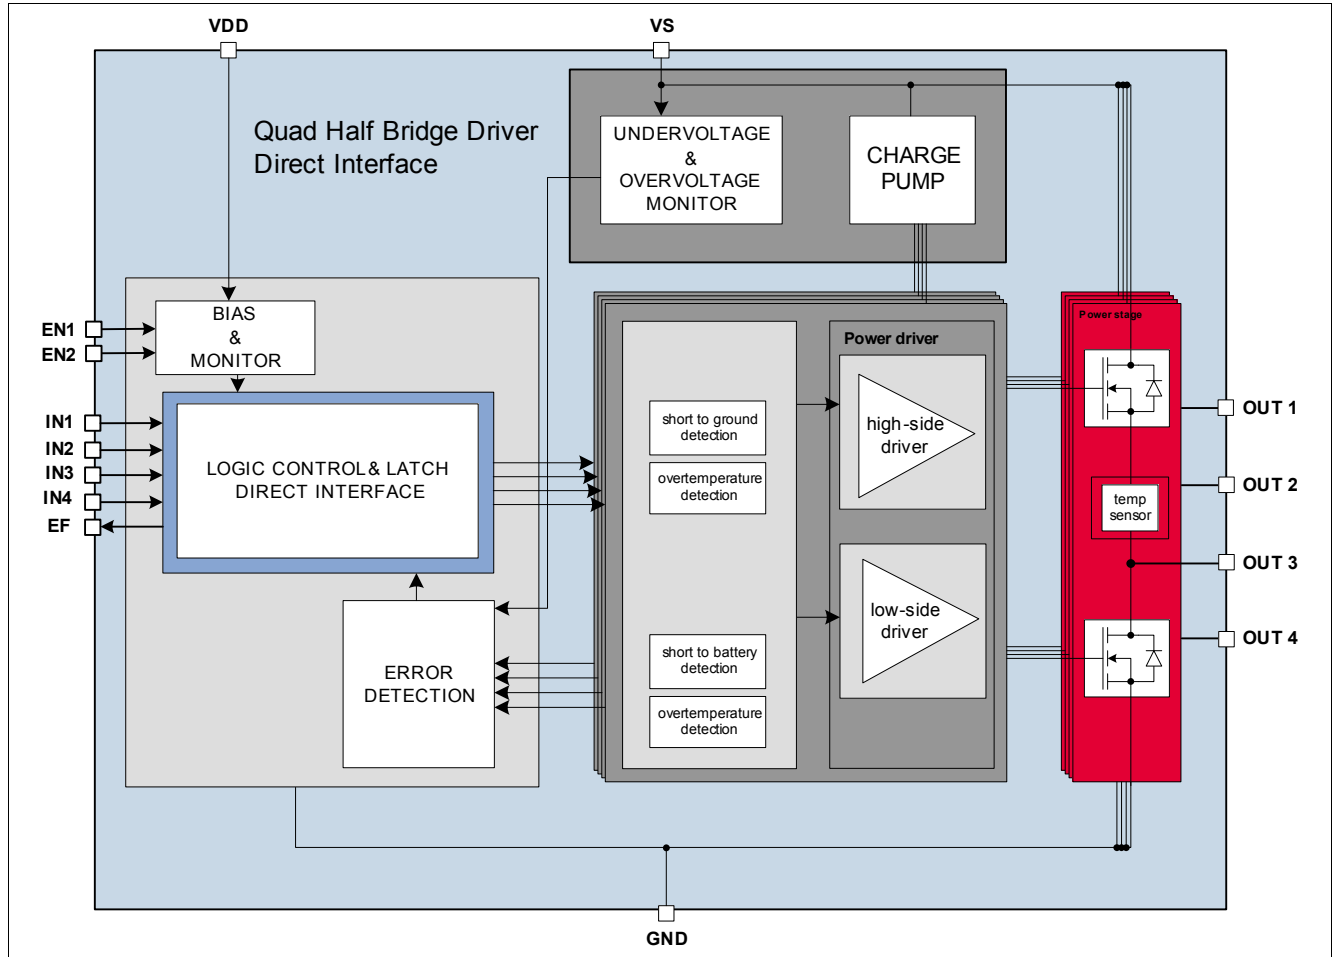 VDD
VS
Quad Half Bridge Driver
Direct Interface
UNDERVOLTAGE
&
OVERVOLTAGE
MONITOR
CHARGE
PUMP
BIAS
&
MONITOR
EN1
EN2
IN1
IN2
IN3
IN4
EF
LOGIC CONTROL & LATCH
DIRECT INTERFACE
ERROR
DETECTION
short to ground
detection
overtemperature
detection
short to battery
detection
overtemperature
detection
Power driver
high-side
driver
low-side
driver
Power stage
temp
sensor
OUT 1
OUT 2
OUT 3
OUT 4
GND